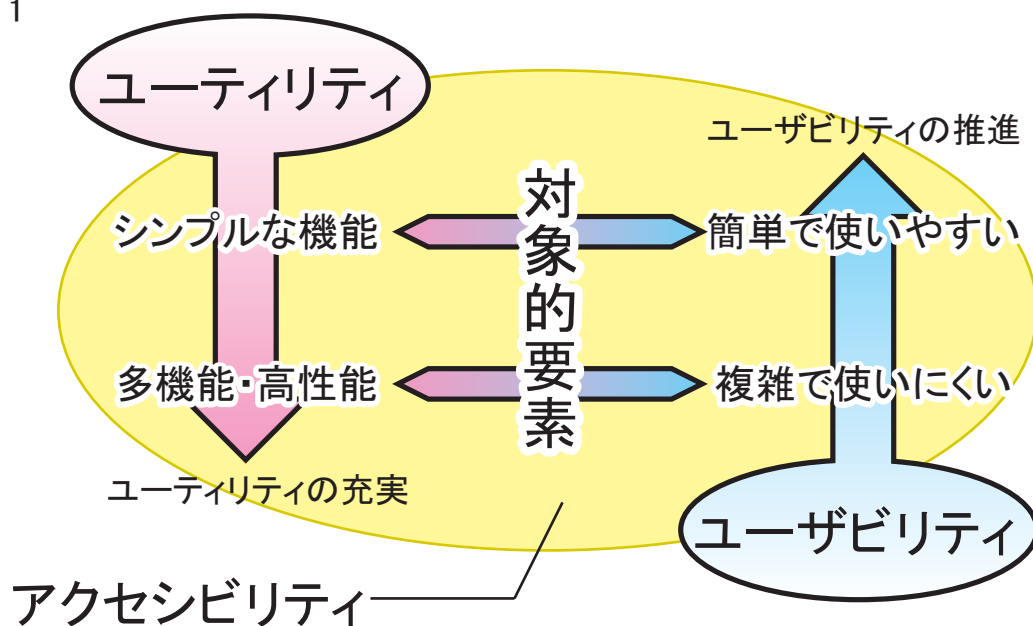 1
ユーティリティ
ユーザビリティの推進
対象的要素
シンプルな機能
簡単で使いやすい
多機能・高性能
複雑で使いにくい
ユーティリティの充実
ユーザビリティ
アクセシビリティ